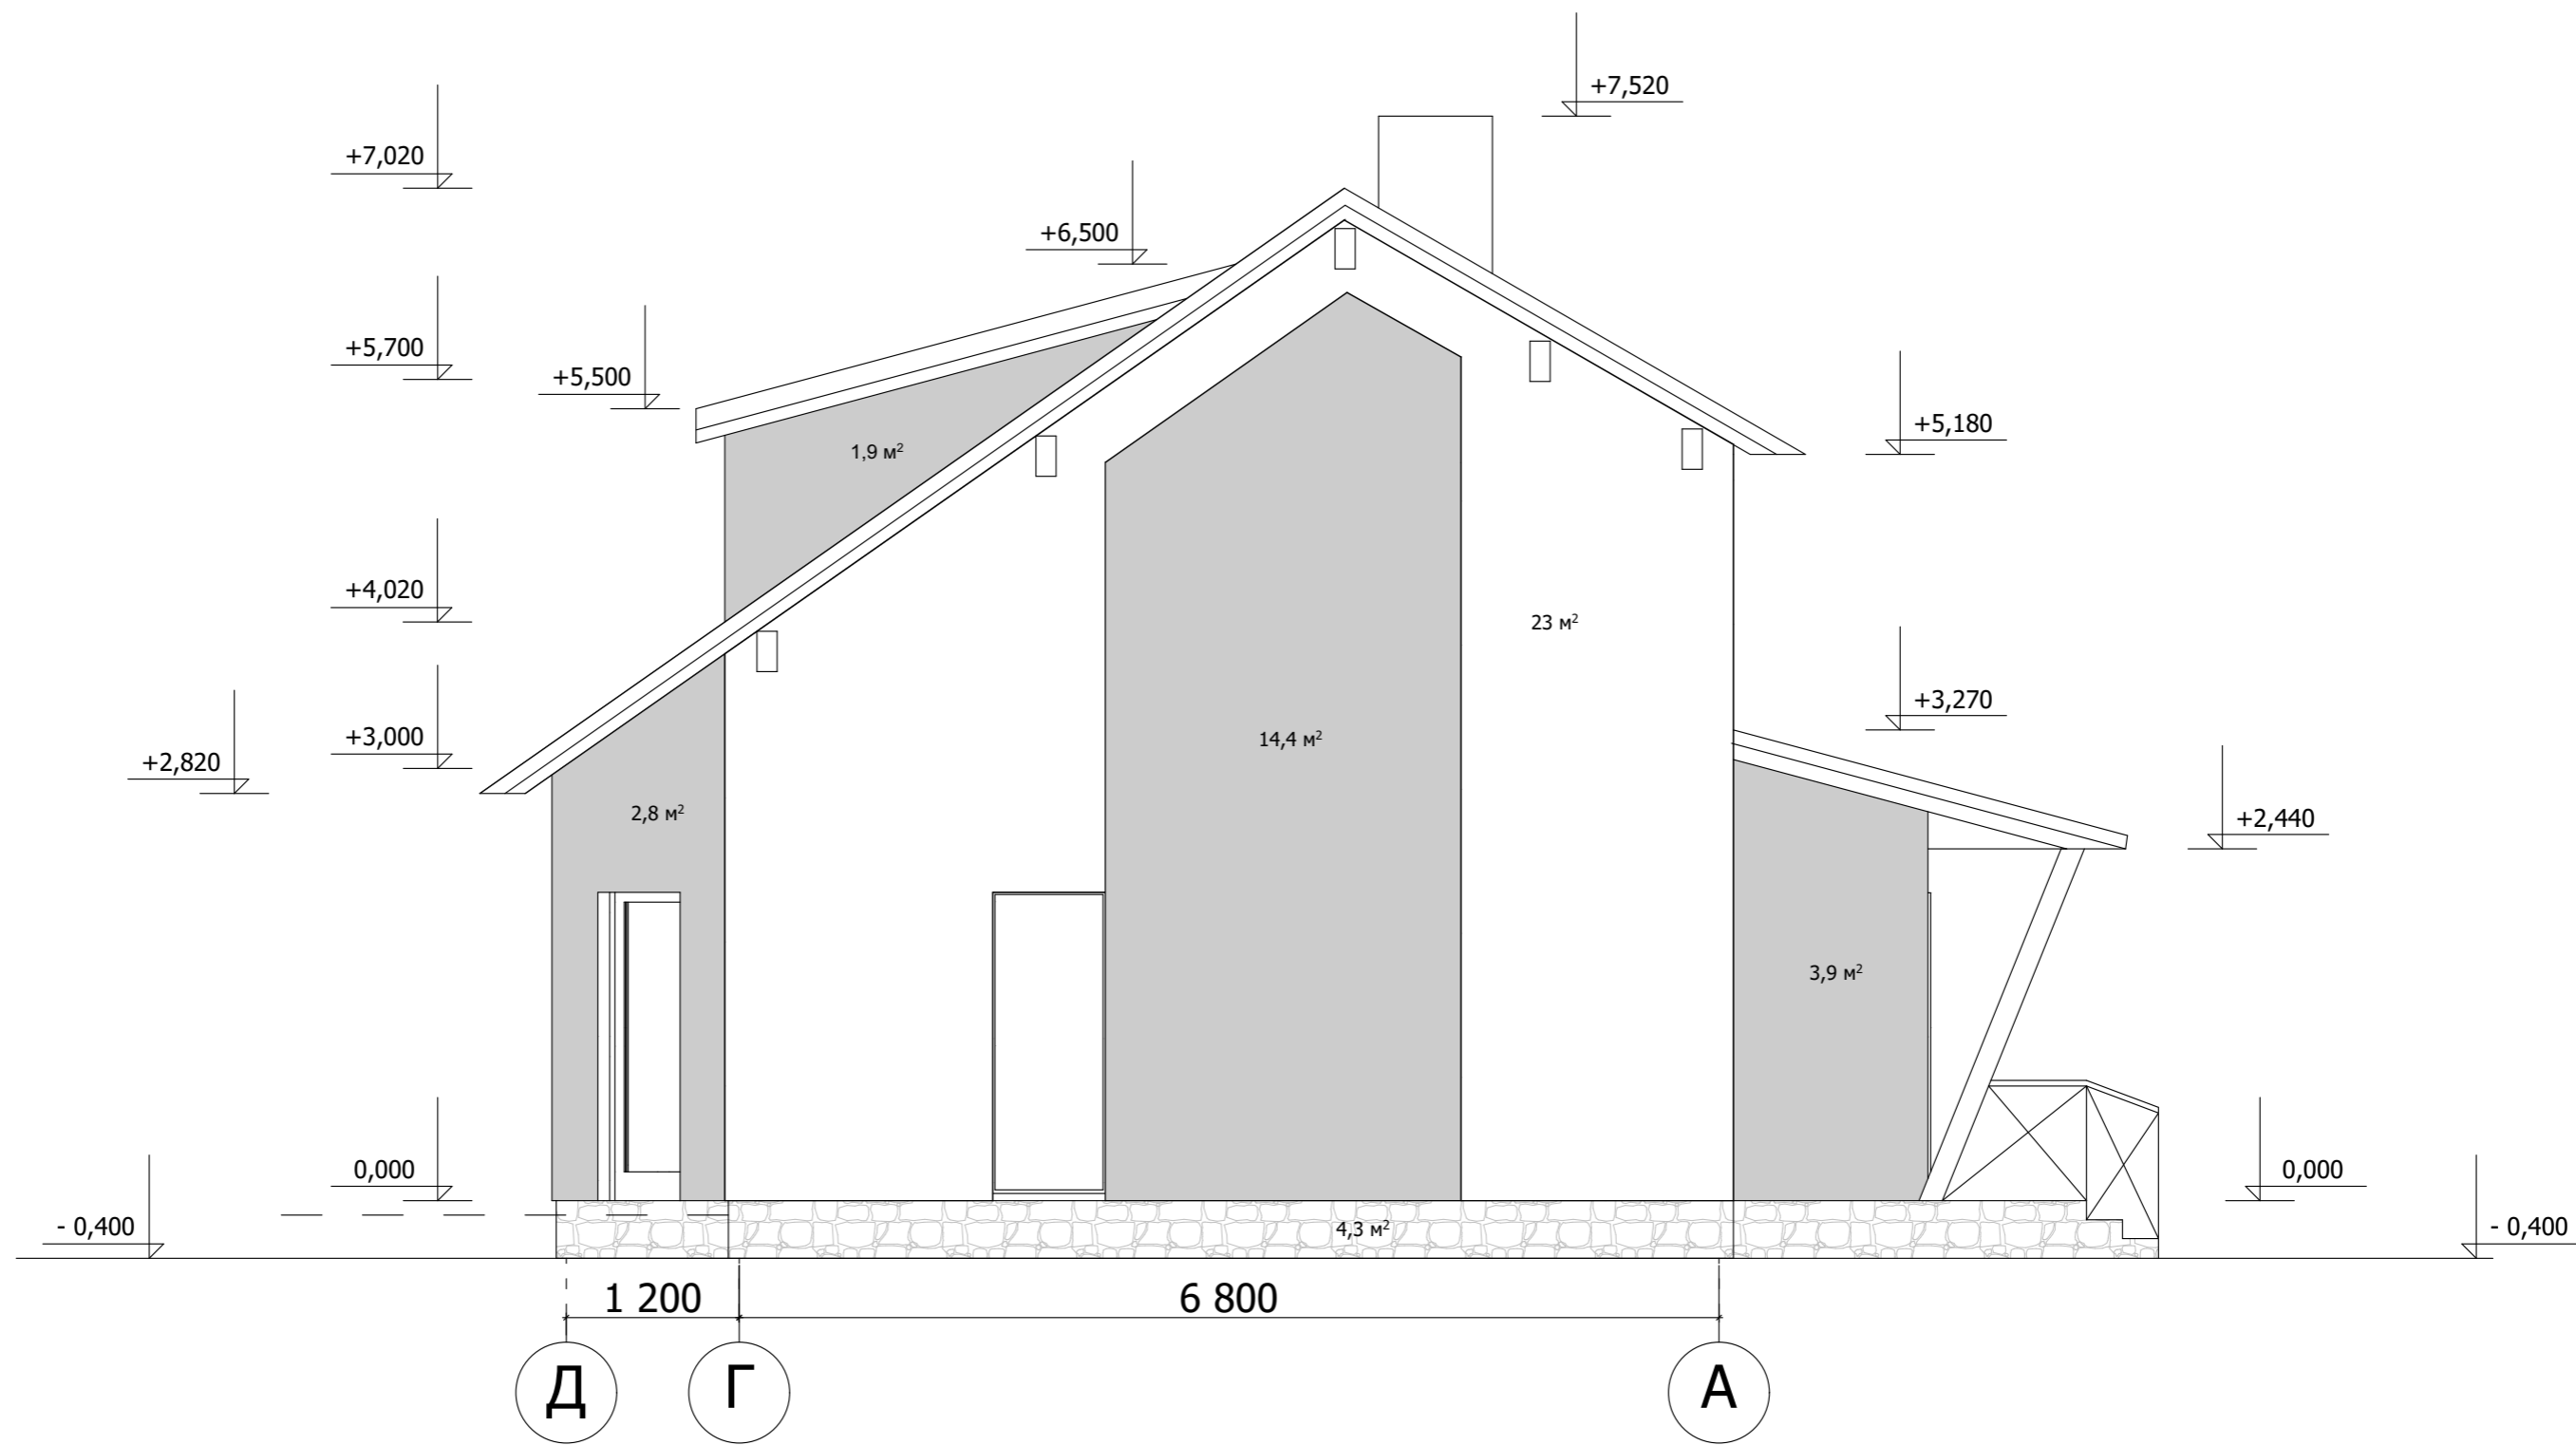 +7,520
+7,020
+6,500
+5,700
+5,500
+5,180
1,9 м²
+4,020
23 м²
+3,270
+3,000
14,4 м²
+2,820
2,8 м²
+2,440
3,9 м²
0,000
0,000
- 0,400
4,3 м²
- 0,400
1 200
6 800
Д
Г
А